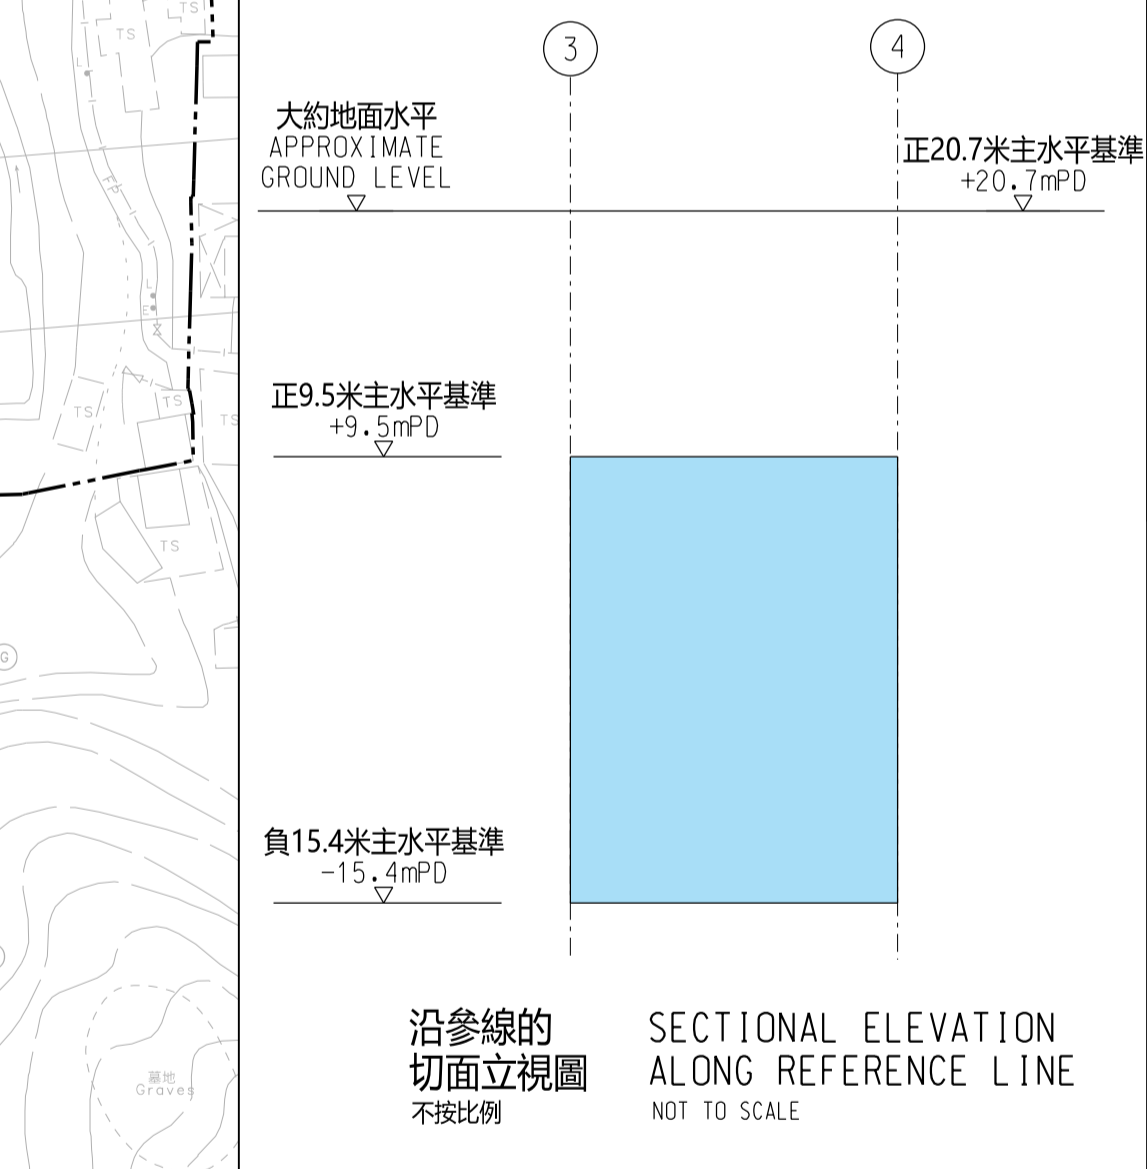 TS
TS
L
FP
L
E
TS
TS
TS
TS
G
墓地
Graves
3
4
大約地面水平
APPROXIMATE
GROUND LEVEL
正20.7米主水平基準
+20.7mPD
正9.5米主水平基準
+9.5mPD
負15.4米主水平基準
-15.4mPD
沿參線的
切面立視圖
不按比例
SECTIONAL ELEVATION
ALONG REFERENCE LINE
NOT TO SCALE